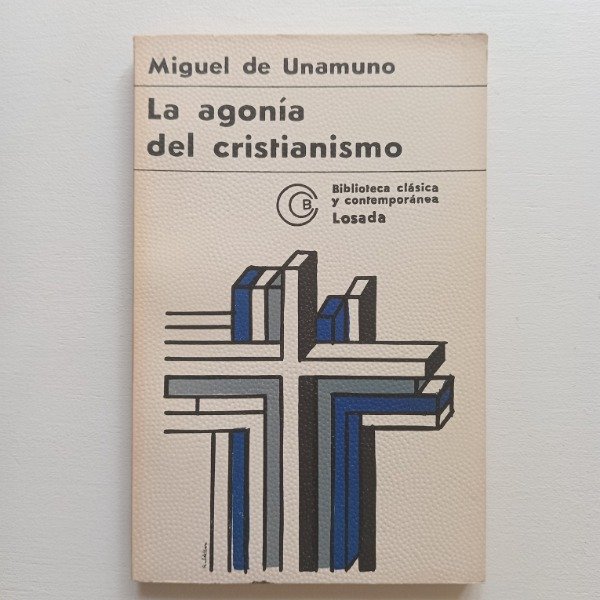 Miguel de Unamuno
La agonía
del cristianismo
B
Biblioteca clásica
y contemporánea
Losada